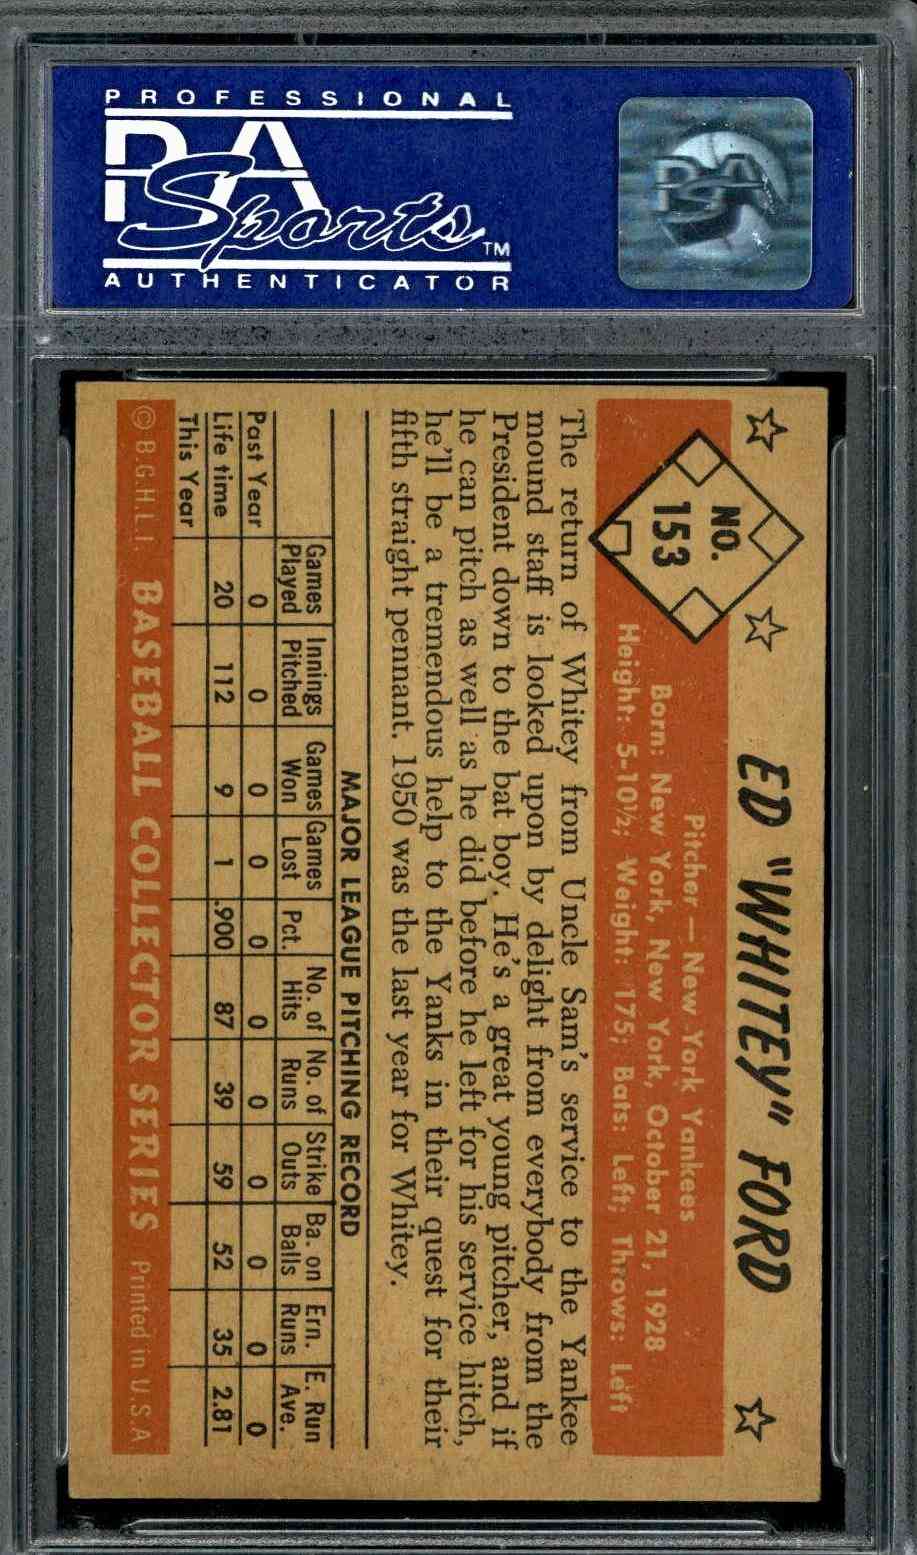 PROFESSIONAL
PSA
Sports™
AUTHENTICATOR
PSA
ED "WHITEY" FORD
NO.
153
Pitcher — New York Yankees
Born: New York, New York, October 21, 1928
Height: 5-10½; Weight: 175; Bats: Left; Throws: Left
The return of Whitey from Uncle Sam's service to the Yankee
mound staff is looked upon by delight from everybody from the
President down to the bat boy. He's a great young pitcher, and if
he can pitch as well as he did before he left for his service hitch,
he'll be a tremendous help to the Yanks in their quest for their
fifth straight pennant. 1950 was the last year for Whitey.
MAJOR LEAGUE PITCHING RECORD
Games Played Innings Pitched Games Won Games Lost Pct. No. of Hits No. of Runs Strike Outs Ba. on Balls Ern. Runs E. Run Ave.
Past Year 0 0 0 0 0 0 0 0 0 0 0
Life time 20 112 9 1 .900 87 39 59 52 35 2.81
This Year
© B.G.H.L.I. BASEBALL COLLECTOR SERIES Printed in U.S.A